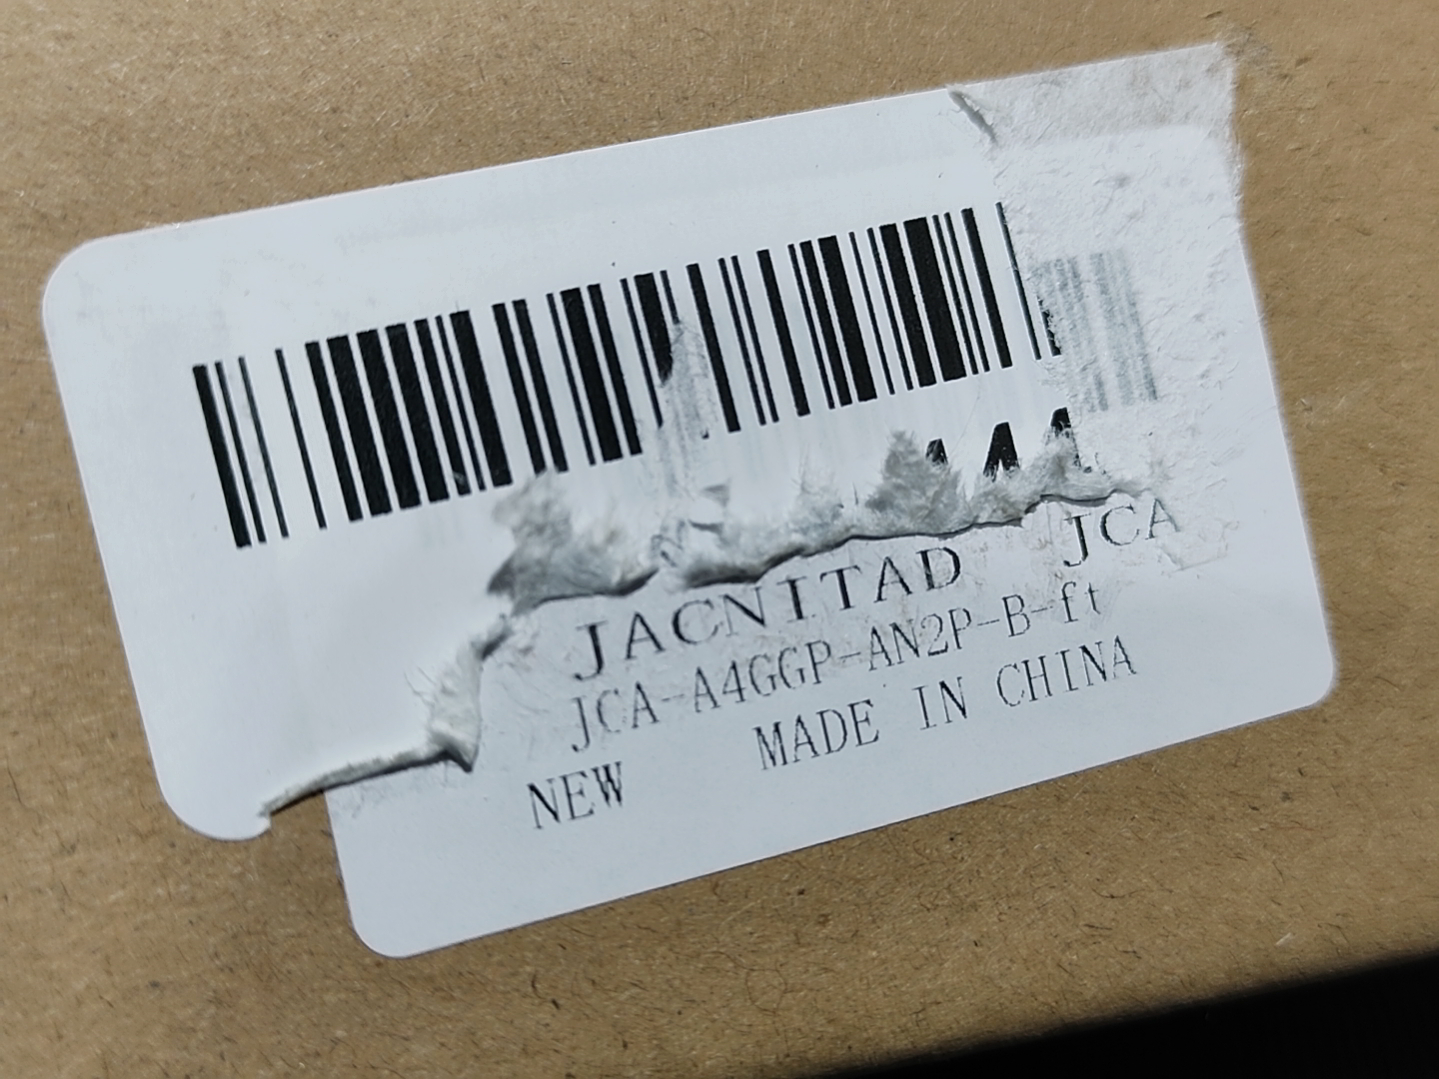 JACNITAD JCA
JCA-A4GGP-AN2P-B-ft
NEW MADE IN CHINA